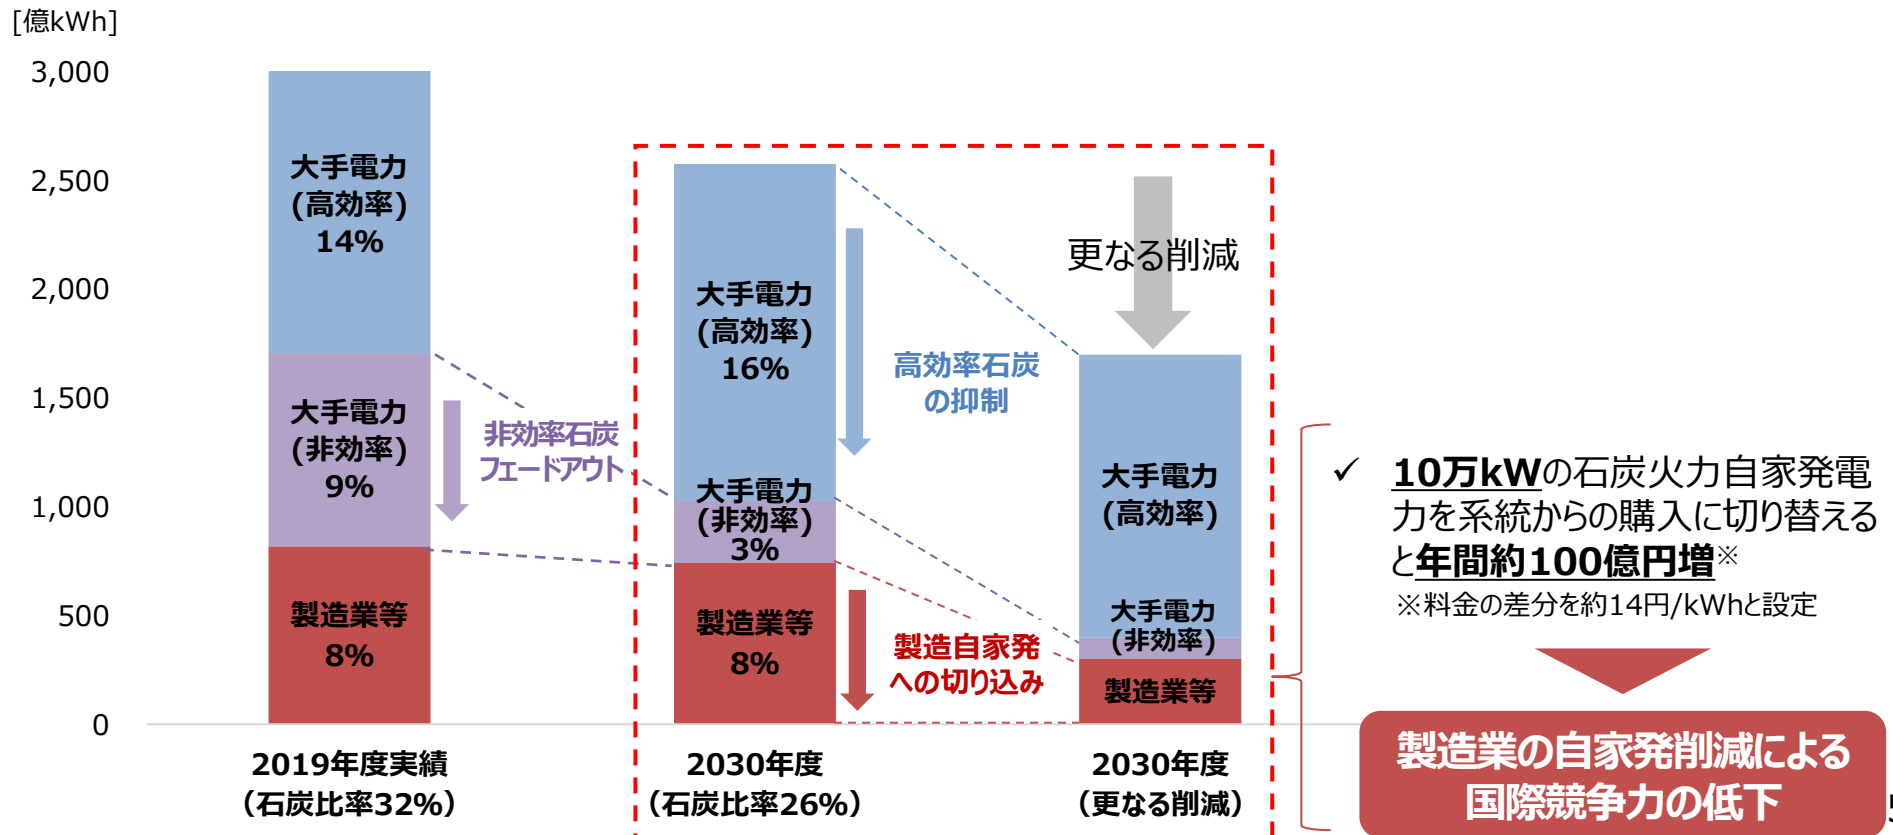 [億kWh]
3,000
2,500
2,000
1,500
1,000
500
0
大手電力
(高効率)
14%
大手電力
(非効率)
9%
製造業等
8%
非効率石炭
フェードアウト
大手電力
(高効率)
16%
大手電力
(非効率)
3%
製造業等
8%
高効率石炭
の抑制
製造自家発
への切り込み
更なる削減
大手電力
(高効率)
大手電力
(非効率)
製造業等
2019年度実績
（石炭比率32%）
2030年度
（石炭比率26%）
2030年度
（更なる削減）
✓ 10万kWの石炭火力自家発電
力を系統からの購入に切り替える
と年間約100億円増※
※料金の差分を約14円/kWhと設定
製造業の自家発削減による
国際競争力の低下